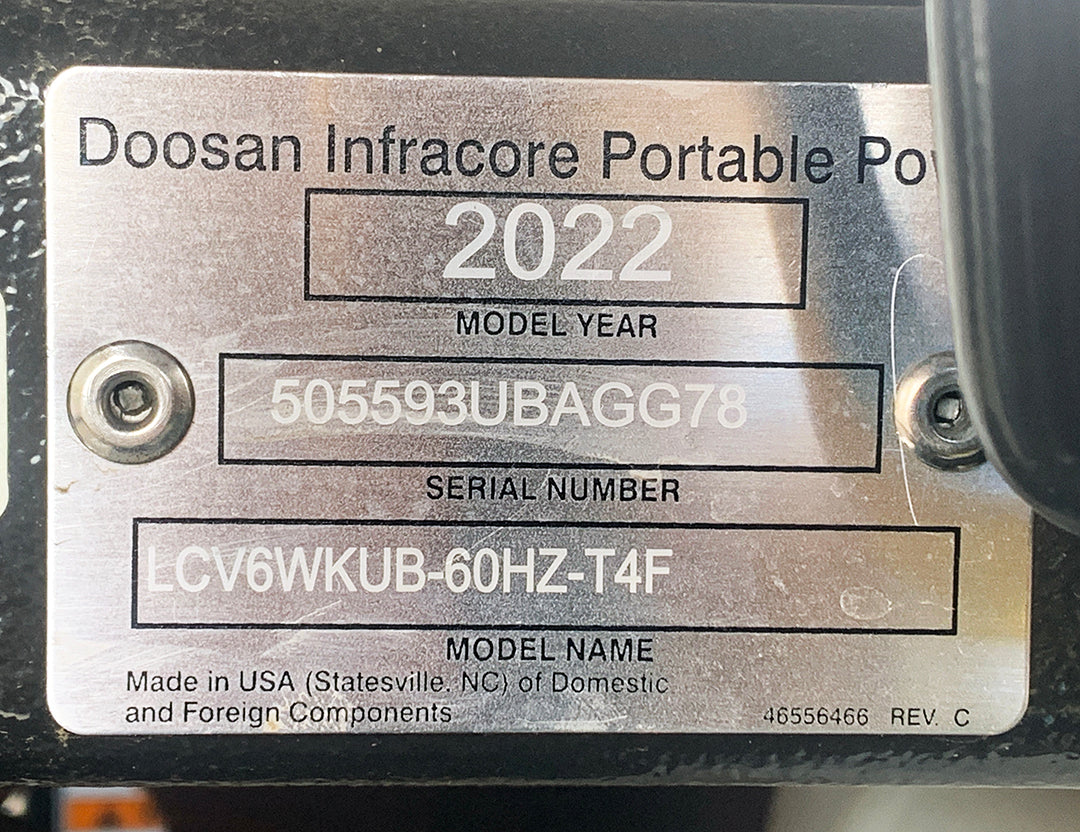 Doosan Infracore Portable Po
2022
MODEL YEAR
505593UBAGG78
SERIAL NUMBER
LCV6WKUB-60HZ-T4F
MODEL NAME
Made in USA (Statesville, NC) of Domestic
and Foreign Components
46556466 REV. C